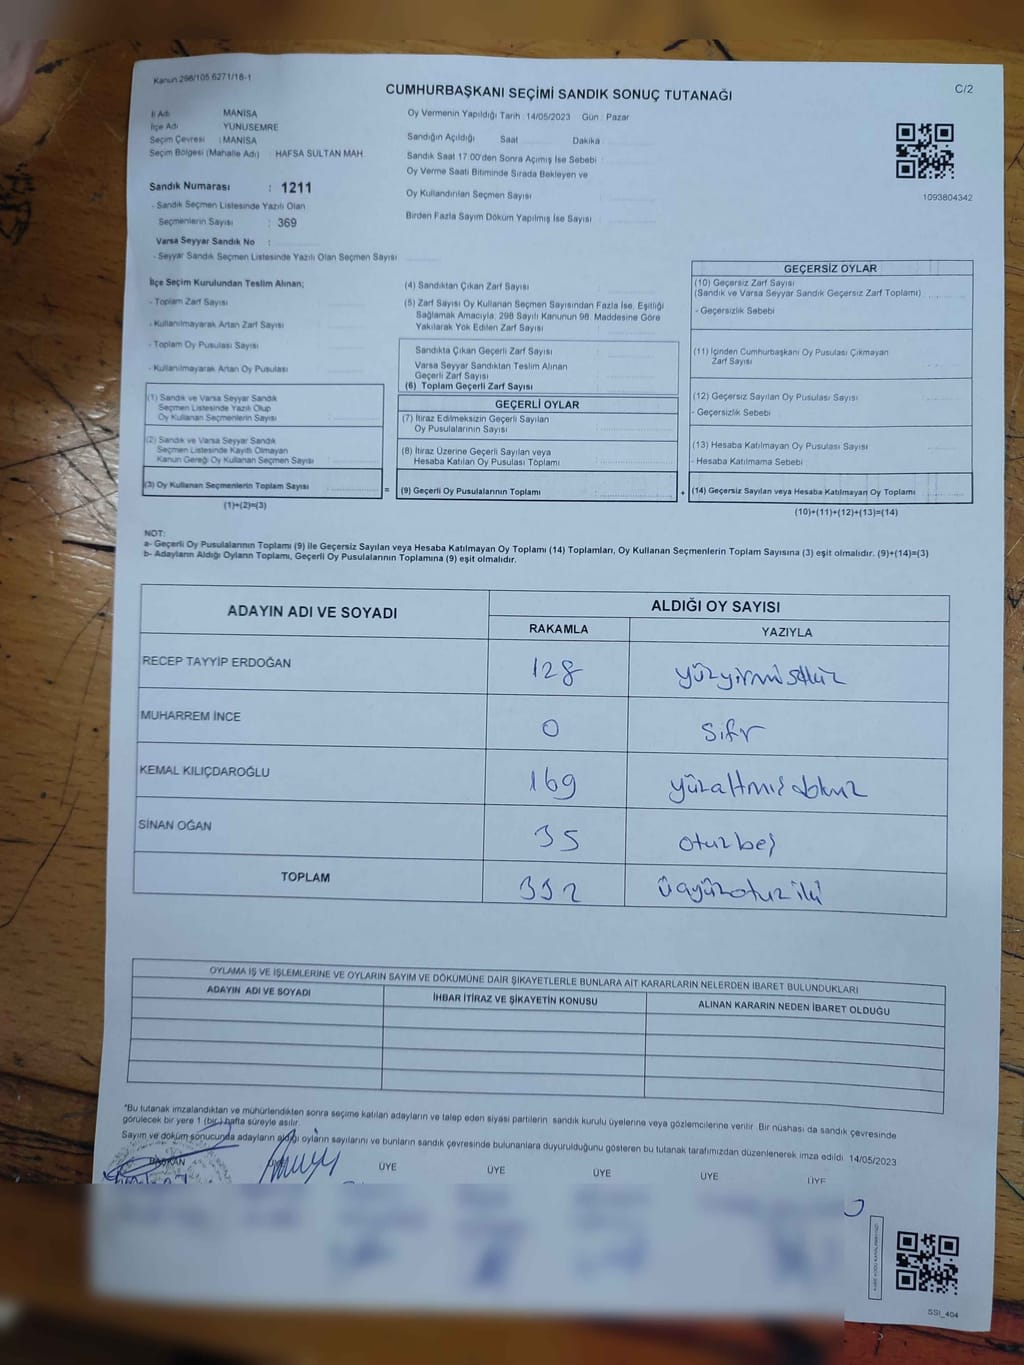 Kanun 298/105 6271/18-1
CUMHURBAŞKANI SEÇİMİ SANDIK SONUÇ TUTANAĞI
C/2
İl Adı MANİSA
İlçe Adı YUNUSEMRE
Seçim Çevresi : MANİSA
Seçim Bölgesi (Mahalle Adı) : HAFSA SULTAN MAH.
Sandık Numarası : 1211
- Sandık Seçmen Listesinde Yazılı Olan
Seçmenlerin Sayısı : 369
Varsa Seyyar Sandık No :
- Seyyar Sandık Seçmen Listesinde Yazılı Olan Seçmen Sayısı
Oy Vermenin Yapıldığı Tarih 14/05/2023 Gün : Pazar
Sandığın Açıldığı Saat Dakika
Sandık Saat 17:00'den Sonra Açımış İse Sebebi :
Oy Verme Saati Bitiminde Sırada Bekleyen ve
Oy Kullandırılan Seçmen Sayısı :
Birden Fazla Sayım Döküm Yapılmış İse Sayısı :
1093804342
İlçe Seçim Kurulundan Teslim Alınan;
- Toplam Zarf Sayısı
- Kullanılmayarak Artan Zarf Sayısı
- Toplam Oy Pusulası Sayısı
- Kullanılmayarak Artan Oy Pusulası
(1) Sandık ve Varsa Seyyar Sandık
Seçmen Listesinde Yazılı Olup
Oy Kullanan Seçmenlerin Sayısı :
(2) Sandık ve Varsa Seyyar Sandık
Seçmen Listesinde Kayıtlı Olmayan
Kanun Gereği Oy Kullanan Seçmen Sayısı :
(3) Oy Kullanan Seçmenlerin Toplam Sayısı :
=
(1)+(2)=(3)
(4) Sandıktan Çıkan Zarf Sayısı :
(5) Zarf Sayısı Oy Kullanan Seçmen Sayısından Fazla İse, Eşitliği
Sağlamak Amacıyla, 298 Sayılı Kanunun 98. Maddesine Göre
Yakılarak Yok Edilen Zarf Sayısı :
Sandıkta Çıkan Geçerli Zarf Sayısı :
Varsa Seyyar Sandıktan Teslim Alınan
Geçerli Zarf Sayısı :
(6) Toplam Geçerli Zarf Sayısı :
GEÇERLİ OYLAR
(7) İtiraz Edilmeksizin Geçerli Sayılan
Oy Pusulalarının Sayısı :
(8) İtiraz Üzerine Geçerli Sayılan veya
Hesaba Katılan Oy Pusulası Toplamı :
(9) Geçerli Oy Pusulalarının Toplamı :
+
GEÇERSİZ OYLAR
(10) Geçersiz Zarf Sayısı
(Sandık ve Varsa Seyyar Sandık Geçersiz Zarf Toplamı) :
- Geçersizlik Sebebi :
(11) İçinden Cumhurbaşkanı Oy Pusulası Çıkmayan
Zarf Sayısı :
(12) Geçersiz Sayılan Oy Pusulası Sayısı :
- Geçersizlik Sebebi :
(13) Hesaba Katılmayan Oy Pusulası Sayısı :
- Hesaba Katılmama Sebebi :
(14) Geçersiz Sayılan veya Hesaba Katılmayan Oy Toplamı :
(10)+(11)+(12)+(13)=(14)
NOT:
a- Geçerli Oy Pusulalarının Toplamı (9) ile Geçersiz Sayılan veya Hesaba Katılmayan Oy Toplamı (14) Toplamları, Oy Kullanan Seçmenlerin Toplam Sayısına (3) eşit olmalıdır. (9)+(14)=(3)
b- Adayların Aldığı Oyların Toplamı, Geçerli Oy Pusulalarının Toplamına (9) eşit olmalıdır.
ADAYIN ADI VE SOYADI
ALDIĞI OY SAYISI
RAKAMLA YAZIYLA
RECEP TAYYİP ERDOĞAN 128 yüzyirmisekiz
MUHARREM İNCE 0 Sıfır
KEMAL KILIÇDAROĞLU 169 yüzaltmışdokuz
SİNAN OĞAN 35 otuzbeş
TOPLAM 332 üçyüzotuziki
OYLAMA İŞ VE İŞLEMLERİNE VE OYLARIN SAYIM VE DÖKÜMÜNE DAİR ŞİKAYETLERLE BUNLARA AİT KARARLARIN NELERDEN İBARET BULUNDUKLARI
ADAYIN ADI VE SOYADI İHBAR İTİRAZ VE ŞİKAYETİN KONUSU ALINAN KARARIN NEDEN İBARET OLDUĞU
*Bu tutanak imzalandıktan ve mühürlendikten sonra seçime katılan adayların ve talep eden siyasi partilerin sandık kurulu üyelerine veya gözlemcilerine verilir. Bir nüshası da sandık çevresinde
görülecek bir yere 1 (bir) hafta süreyle asılır.
Sayım ve döküm sonucunda adayların aldığı oyların sayılarını ve bunların sandık çevresinde bulunanlara duyurulduğunu gösteren bu tutanak tarafımızdan düzenlenerek imza edildi. 14/05/2023
BAŞKAN ÜYE ÜYE ÜYE ÜYE ÜYE
SSI_404